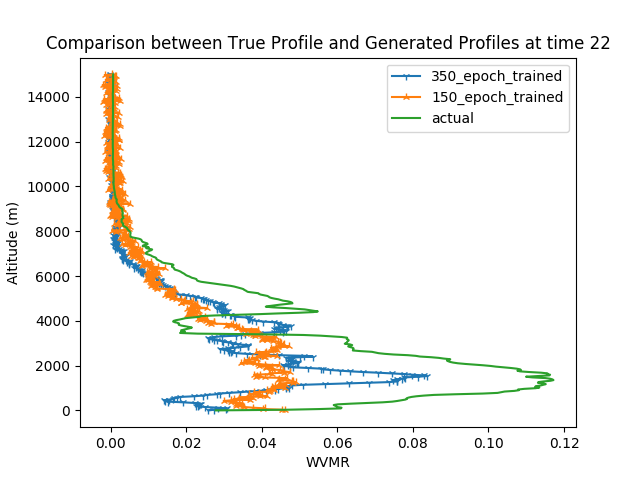 Comparison between True Profile and Generated Profiles at time 22
350_epoch_trained
150_epoch_trained
actual
Altitude (m)
14000
12000
10000
8000
6000
4000
2000
0
0.00 0.02 0.04 0.06 0.08 0.10 0.12
WVMR